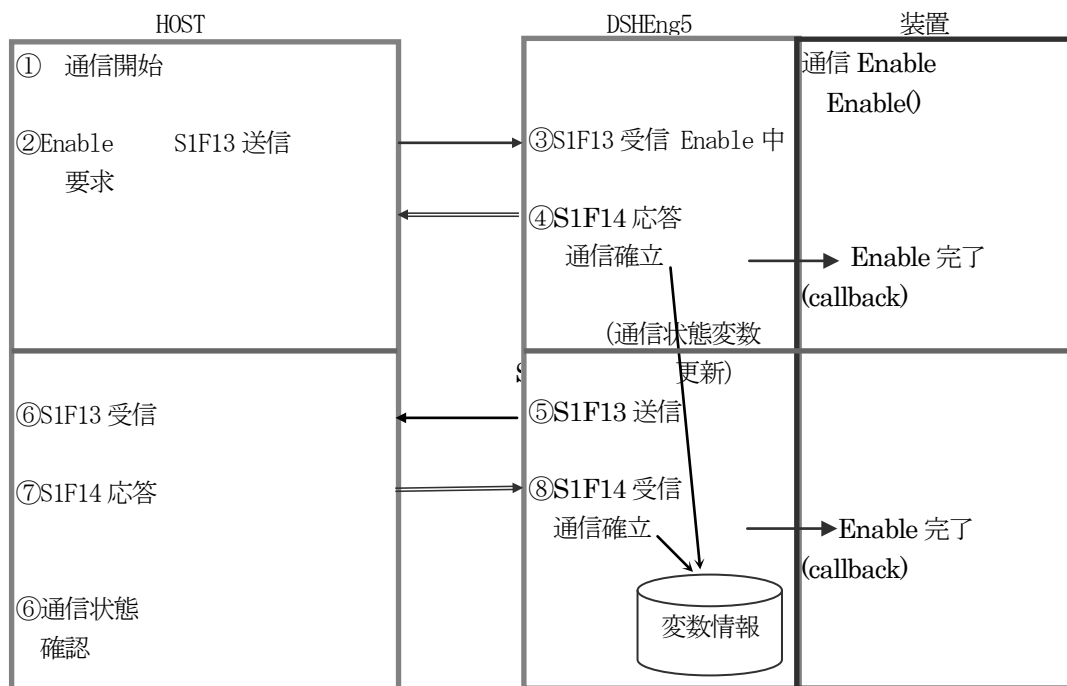 HOST
DSHEng5
装置
① 通信開始
通信 Enable
Enable()
②Enable S1F13 送信
要求
③S1F13 受信 Enable 中
④S1F14 応答
通信確立
Enable 完了
(callback)
(通信状態変数
更新)
⑥S1F13 受信
⑤S1F13 送信
⑦S1F14 応答
⑧S1F14 受信
通信確立
Enable 完了
(callback)
⑥通信状態
確認
変数情報